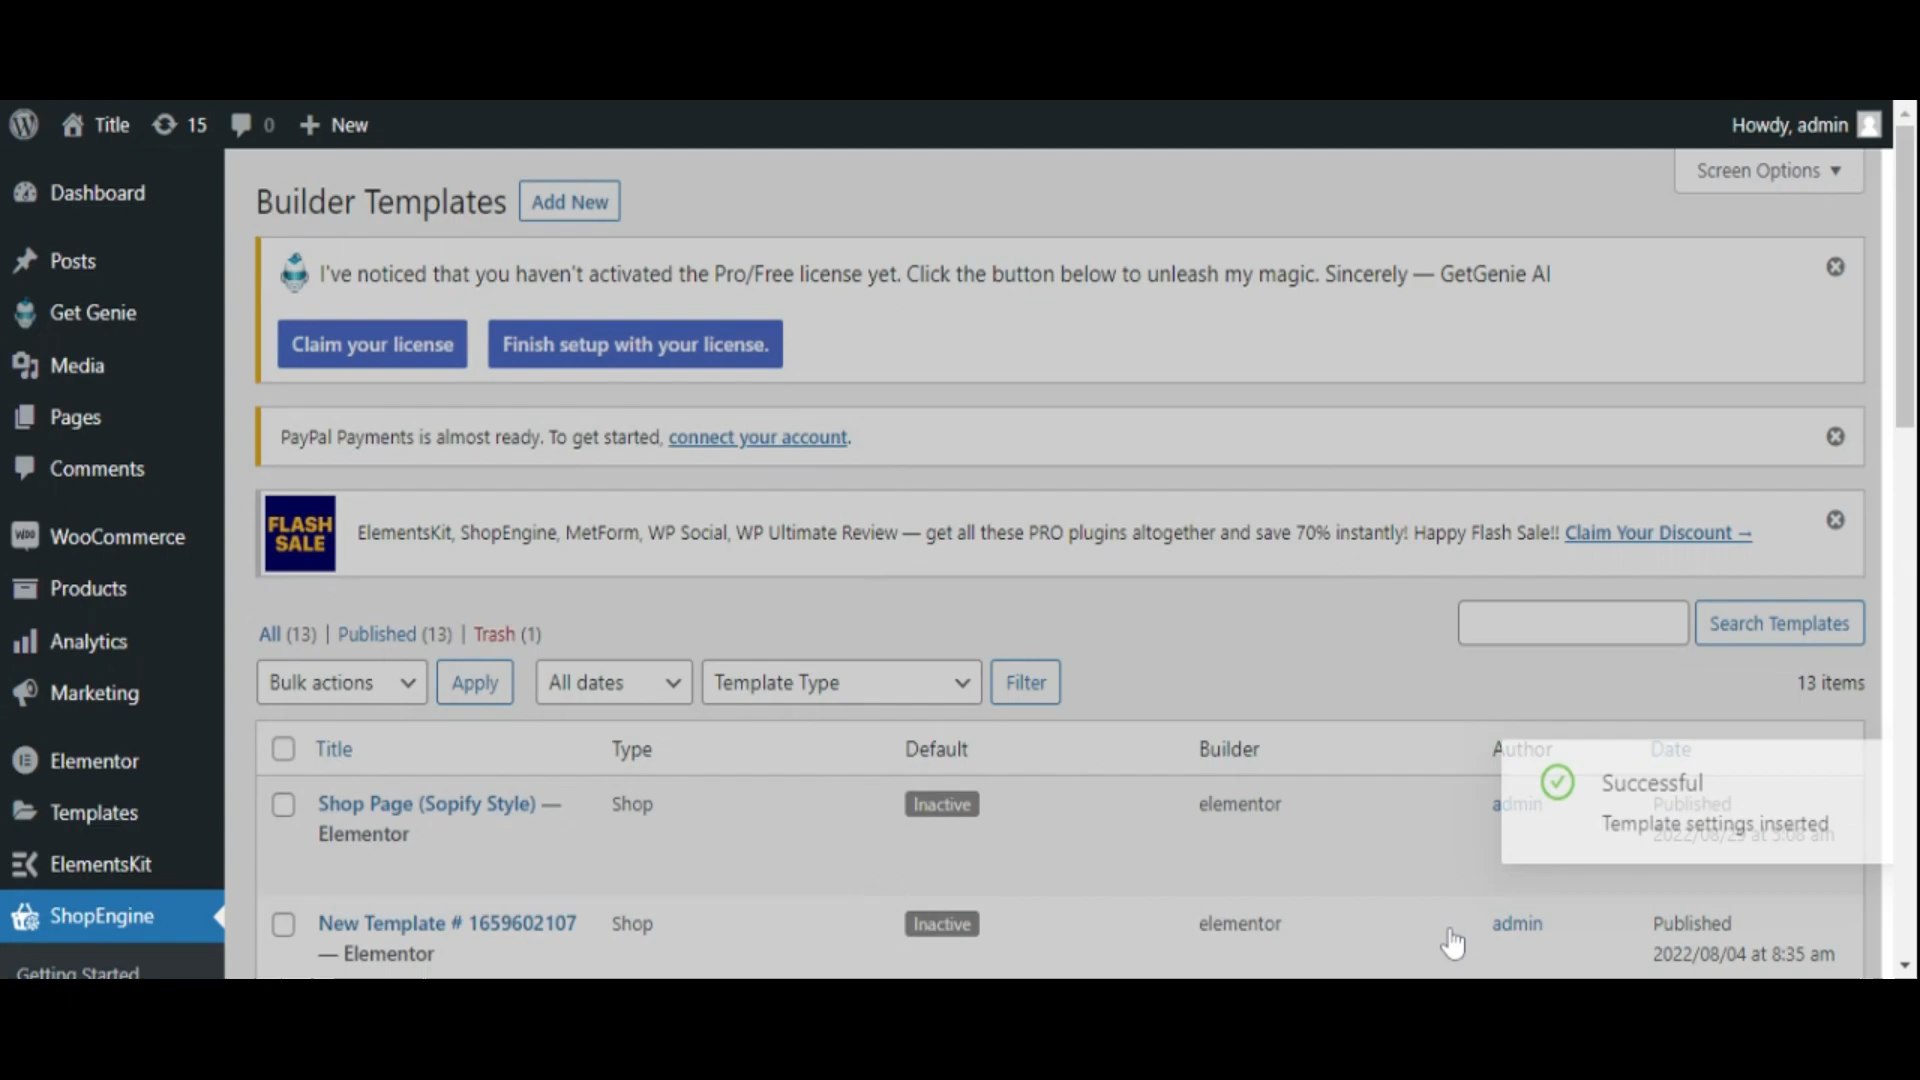 Title 15 0 New Howdy, admin
Screen Options
Dashboard
Posts
Get Genie
Media
Pages
Comments
WooCommerce
Products
Analytics
Marketing
Elementor
Templates
ElementsKit
ShopEngine
Getting Started
Builder Templates Add New
I've noticed that you haven't activated the Pro/Free license yet. Click the button below to unleash my magic. Sincerely — GetGenie AI
Claim your license Finish setup with your license.
PayPal Payments is almost ready. To get started, connect your account.
FLASH
SALE
ElementsKit, ShopEngine, MetForm, WP Social, WP Ultimate Review — get all these PRO plugins altogether and save 70% instantly! Happy Flash Sale!! Claim Your Discount →
All (13) | Published (13) | Trash (1)
Search Templates
Bulk actions Apply All dates Template Type Filter 13 items
Title Type Default Builder Author Date
Shop Page (Sopify Style) — Shop Inactive elementor admin Published
Elementor
Successful
Template settings inserted
New Template # 1659602107 Shop Inactive elementor admin Published
— Elementor 2022/08/04 at 8:35 am